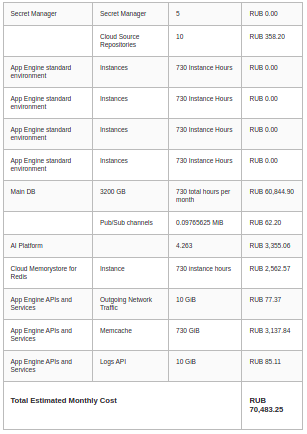 Secret Manager Secret Manager 5 RUB 0.00
Cloud Source 10 RUB 358.20
Repositories
App Engine standard Instances 730 Instance Hours RUB 0.00
environment
App Engine standard Instances 730 Instance Hours RUB 0.00
environment
App Engine standard Instances 730 Instance Hours RUB 0.00
environment
App Engine standard Instances 730 Instance Hours RUB 0.00
environment
Main DB 3200 GB 730 total hours per RUB 60,844.90
month
Pub/Sub channels 0.09765625 MiB RUB 62.20
AI Platform 4.263 RUB 3,355.06
Cloud Memorystore for Instance 730 instance hours RUB 2,562.57
Redis
App Engine APIs and Outgoing Network 10 GiB RUB 77.37
Services Traffic
App Engine APIs and Memcache 730 GiB RUB 3,137.84
Services
App Engine APIs and Logs API 10 GiB RUB 85.11
Services
Total Estimated Monthly Cost RUB
70,483.25